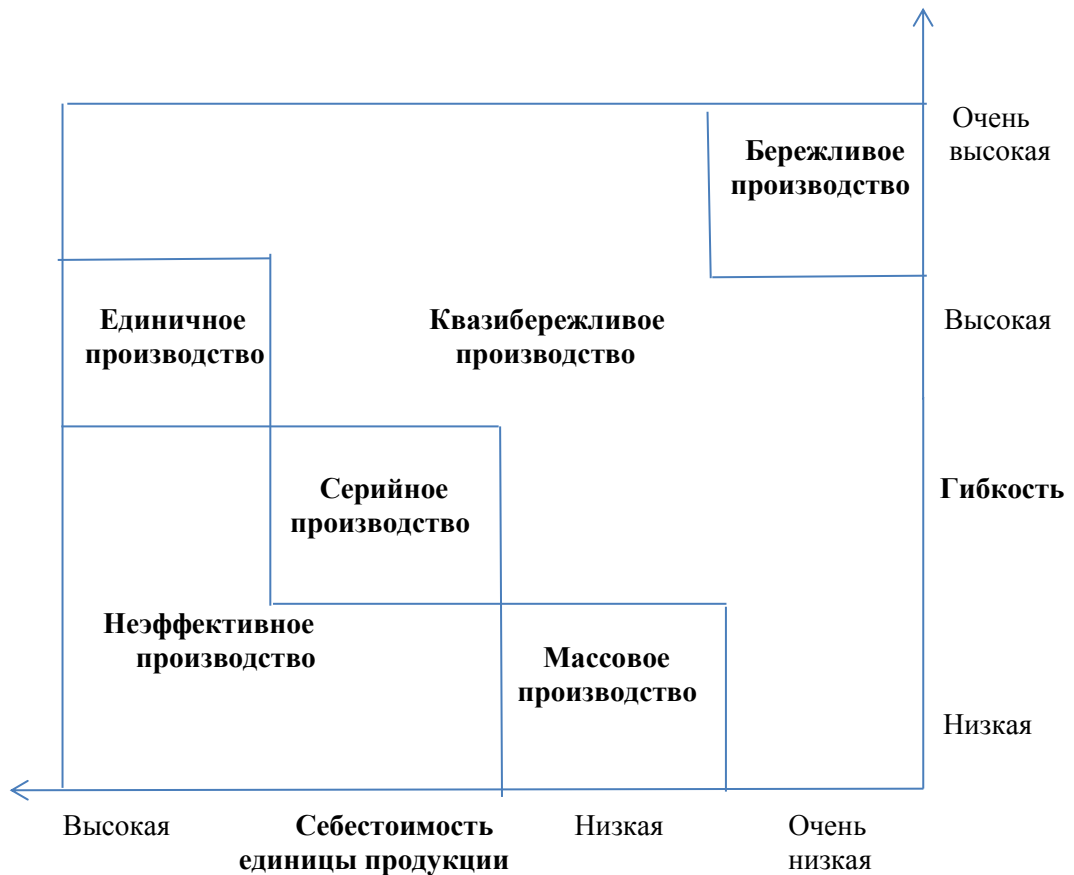 Очень
высокая
Бережливое
производство
Единичное
производство
Квазибережливое
производство
Высокая
Серийное
производство
Гибкость
Неэффективное
производство
Массовое
производство
Низкая
Высокая
Себестоимость
единицы продукции
Низкая
Очень
низкая